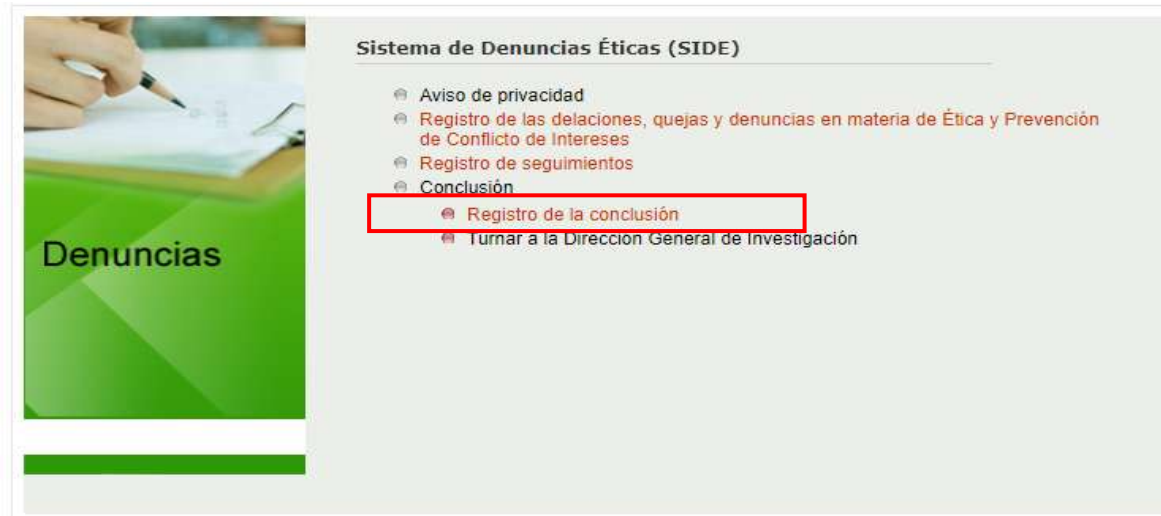 Sistema de Denuncias Éticas (SIDE)
Aviso de privacidad
Registro de las delaciones, quejas y denuncias en materia de Ética y Prevención
de Conflicto de Intereses
Registro de seguimientos
Conclusión
Registro de la conclusión
Turnar a la Dirección General de Investigación
Denuncias